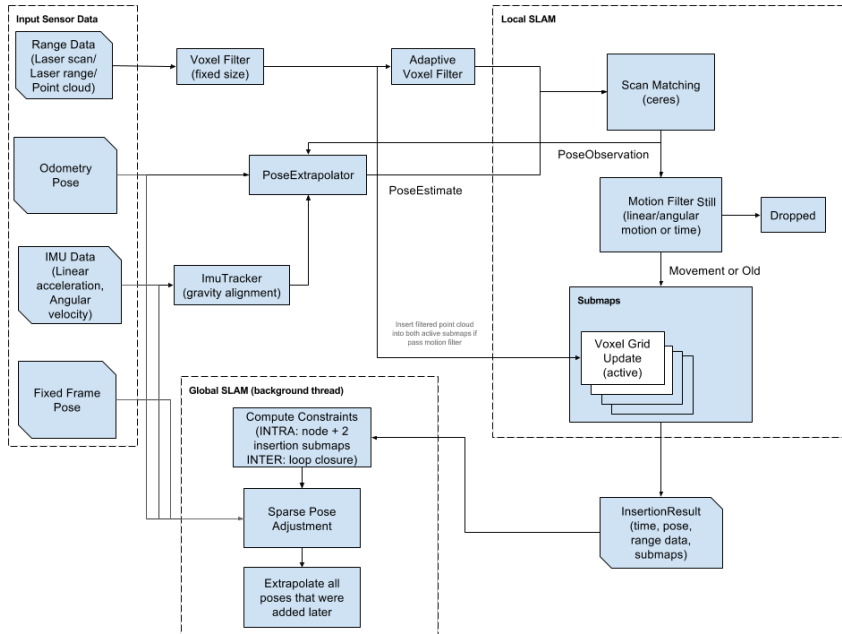 Input Sensor Data
Range Data
(Laser scan/
Laser range/
Point cloud)
Voxel Filter
(fixed size)
Adaptive
Voxel Filter
Local SLAM
Scan Matching
(ceres)
Odometry
Pose
PoseExtrapolator
PoseEstimate
PoseObservation
Motion Filter Still
(linear/angular
motion or time)
Dropped
IMU Data
(Linear
acceleration,
Angular
velocity)
ImuTracker
(gravity alignment)
Movement or Old
Submaps
Insert filtered point cloud
into both active submaps if
pass motion filter
Voxel Grid
Update
(active)
Fixed Frame
Pose
Global SLAM (background thread)
Compute Constraints
(INTRA: node + 2
insertion submaps
INTER: loop closure)
Sparse Pose
Adjustment
Extrapolate all
poses that were
added later
InsertionResult
(time, pose,
range data,
submaps)